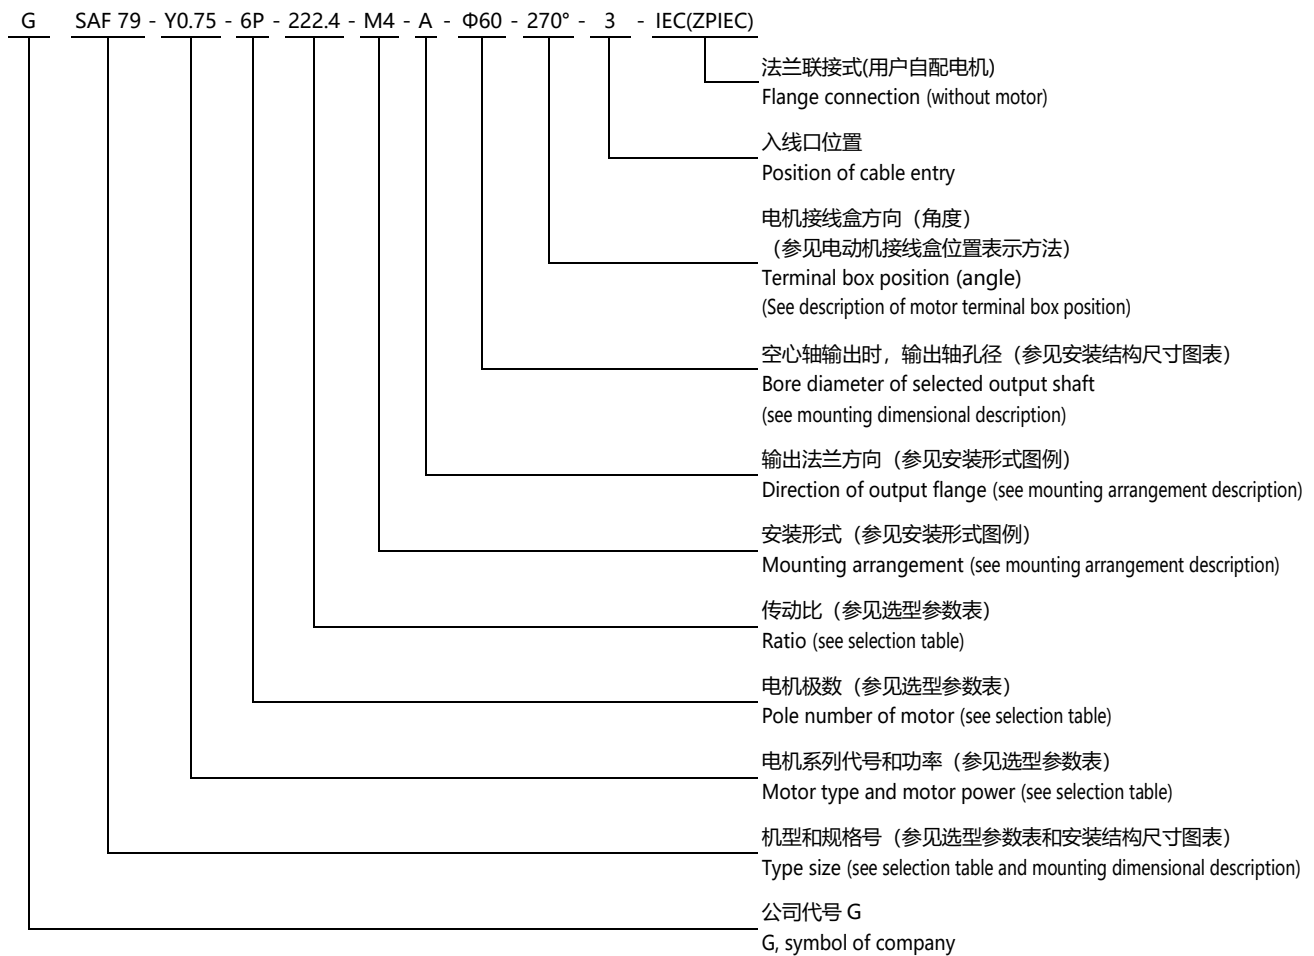 G SAF 79 - Y0.75 - 6P - 222.4 - M4 - A - Φ60 - 270° - 3 - IEC(ZPIEC)
法兰联接式(用户自配电机)
Flange connection (without motor)
入线口位置
Position of cable entry
电机接线盒方向（角度）
（参见电动机接线盒位置表示方法）
Terminal box position (angle)
(See description of motor terminal box position)
空心轴输出时，输出轴孔径（参见安装结构尺寸图表）
Bore diameter of selected output shaft
(see mounting dimensional description)
输出法兰方向（参见安装形式图例）
Direction of output flange (see mounting arrangement description)
安装形式（参见安装形式图例）
Mounting arrangement (see mounting arrangement description)
传动比（参见选型参数表）
Ratio (see selection table)
电机极数（参见选型参数表）
Pole number of motor (see selection table)
电机系列代号和功率（参见选型参数表）
Motor type and motor power (see selection table)
机型和规格号（参见选型参数表和安装结构尺寸图表）
Type size (see selection table and mounting dimensional description)
公司代号 G
G, symbol of company